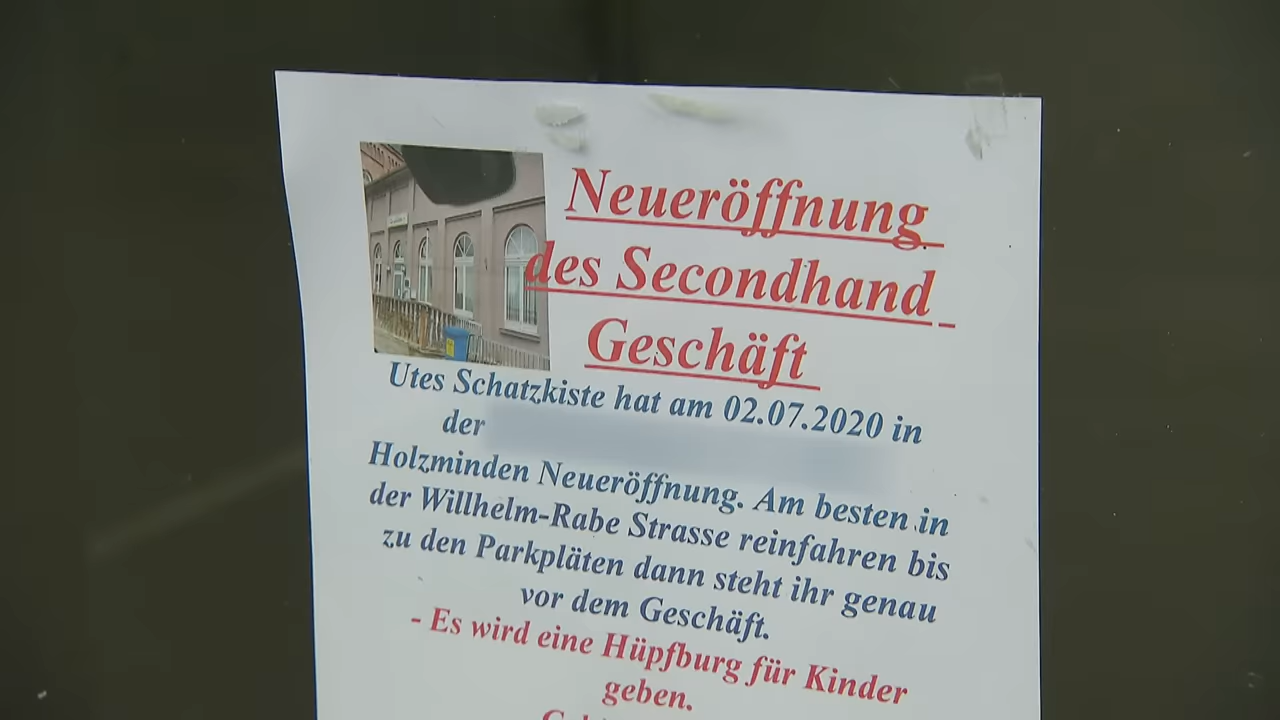 Neueröffnung
des Secondhand
Geschäft
Utes Schatzkiste hat am 02.07.2020 in
der
Holzminden Neueröffnung. Am besten in
der Willhelm-Rabe Strasse reinfahren bis
zu den Parkpläten dann steht ihr genau
vor dem Geschäft.
- Es wird eine Hüpfburg für Kinder
geben.